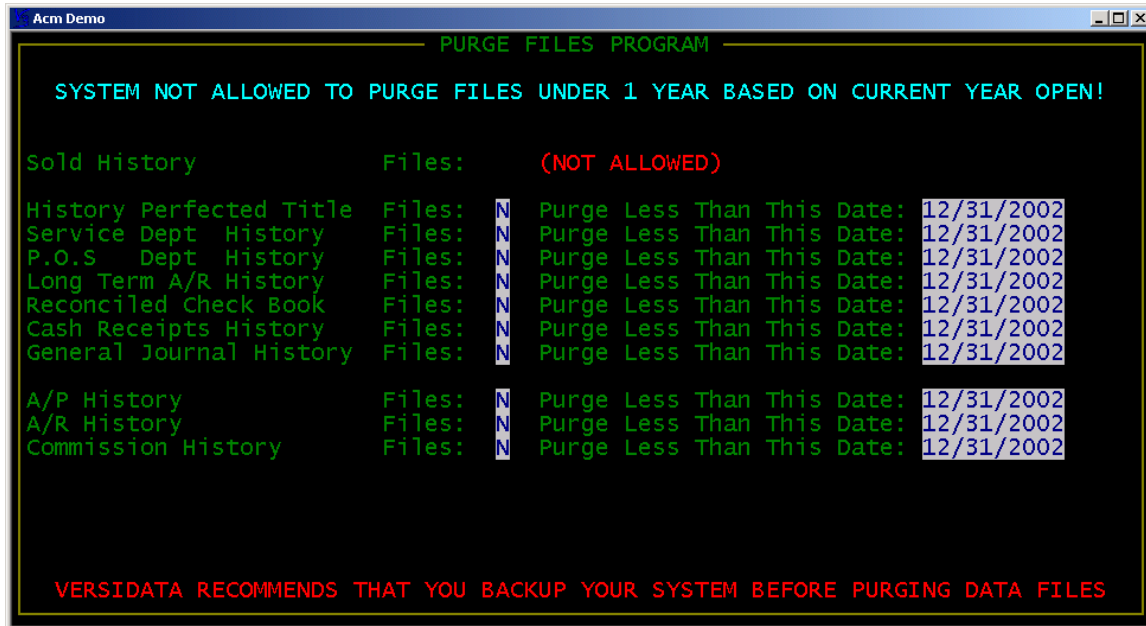 Acm Demo
PURGE FILES PROGRAM
SYSTEM NOT ALLOWED TO PURGE FILES UNDER 1 YEAR BASED ON CURRENT YEAR OPEN!
Sold History Files: (NOT ALLOWED)
History Perfected Title Files: N Purge Less Than This Date: 12/31/2002
Service Dept History Files: N Purge Less Than This Date: 12/31/2002
P.O.S Dept History Files: N Purge Less Than This Date: 12/31/2002
Long Term A/R History Files: N Purge Less Than This Date: 12/31/2002
Reconciled Check Book Files: N Purge Less Than This Date: 12/31/2002
Cash Receipts History Files: N Purge Less Than This Date: 12/31/2002
General Journal History Files: N Purge Less Than This Date: 12/31/2002
A/P History Files: N Purge Less Than This Date: 12/31/2002
A/R History Files: N Purge Less Than This Date: 12/31/2002
Commission History Files: N Purge Less Than This Date: 12/31/2002
VERSIDATA RECOMMENDS THAT YOU BACKUP YOUR SYSTEM BEFORE PURGING DATA FILES